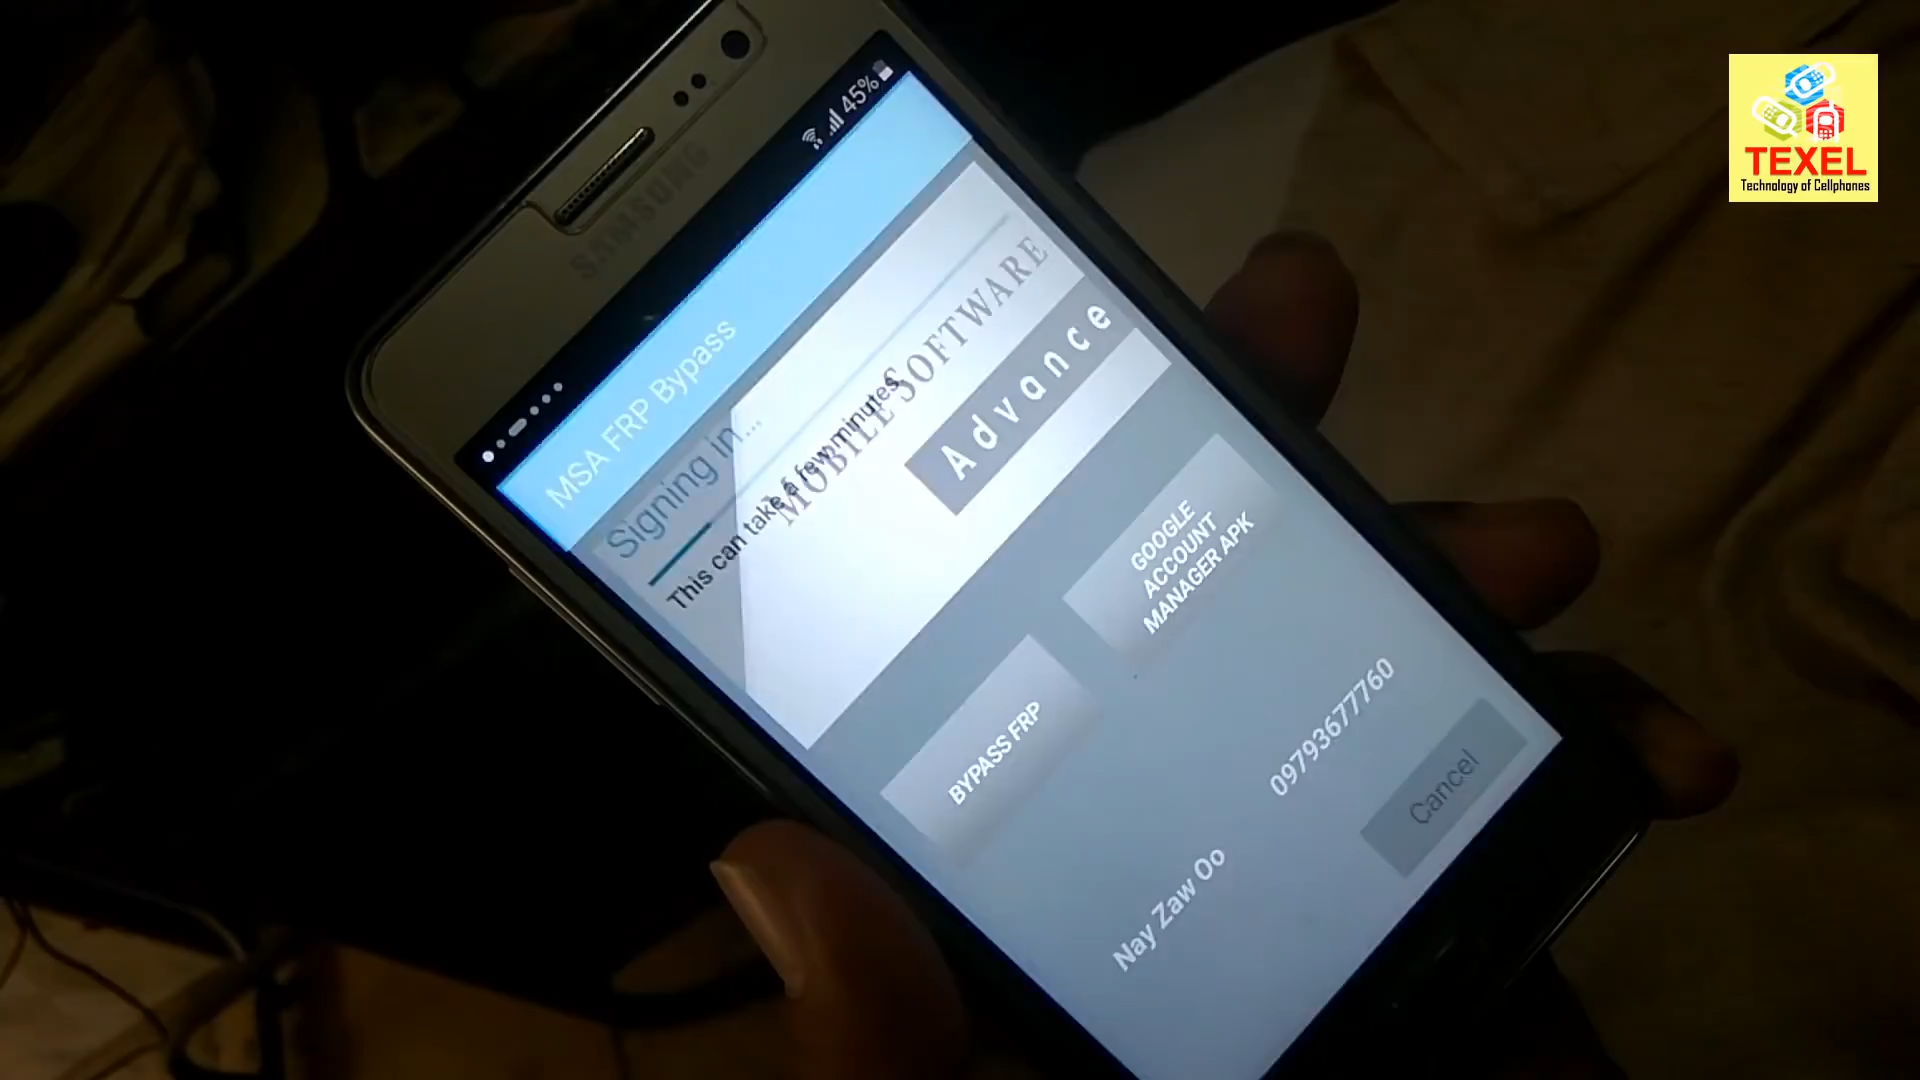 TEXEL
Technology of Cellphones
SAMSUNG
45%
MSA FRP Bypass
Signing in...
This can take a few minutes.
MOBILE SOFTWARE
Advance
BYPASS FRP
GOOGLE
ACCOUNT
MANAGER APK
Nay Zaw Oo
09793677760
Cancel